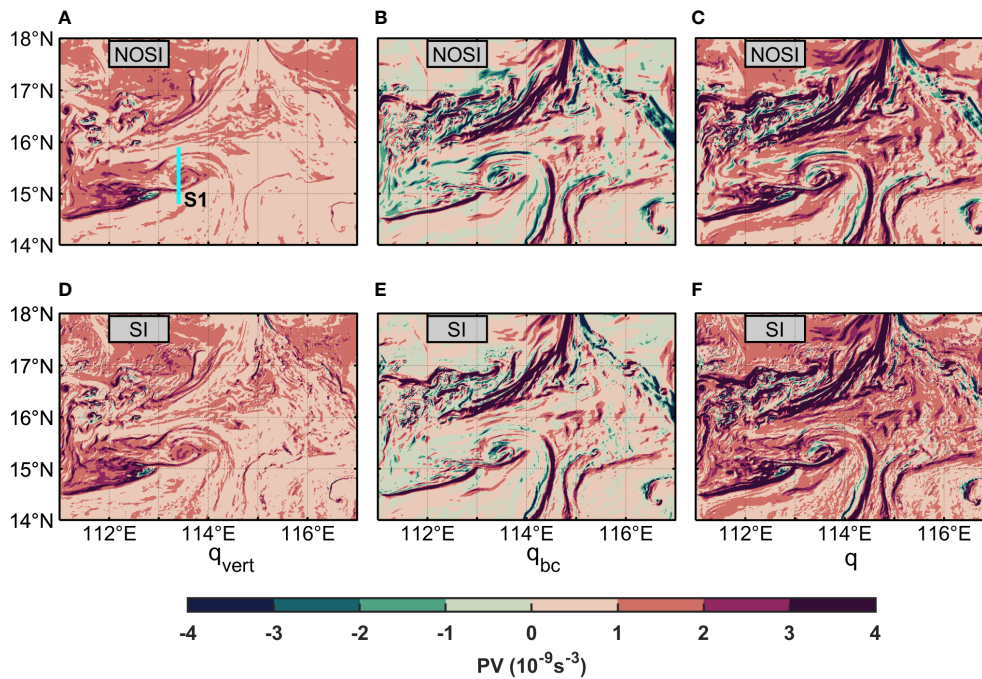 A B C
NOSI NOSI NOSI
18°N
17°N
16°N
15°N
S1
14°N
D E F
SI SI SI
18°N
17°N
16°N
15°N
14°N
112°E 114°E 116°E 112°E 114°E 116°E 112°E 114°E 116°E
q_vert q_bc q
-4 -3 -2 -1 0 1 2 3 4
PV (10⁻⁹s⁻³)